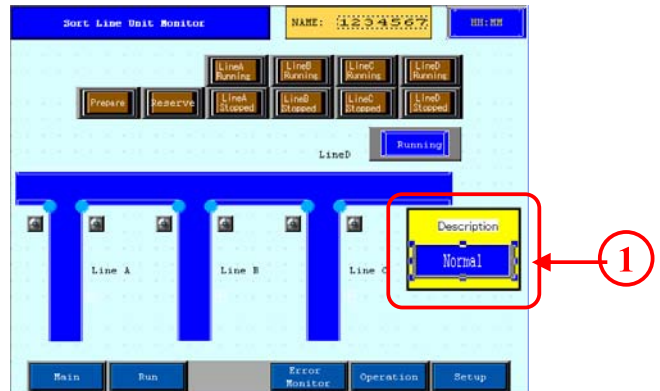 Sort Line Unit Monitor NAME: 1234567 HH:MM
LineA Running LineB Running LineC Running LineD Running
Prepare Reserve LineA Stopped LineB Stopped LineC Stopped LineD Stopped
LineD Running
Description
Normal
1
Line A Line B Line C
Main Run Error Monitor Operation Setup